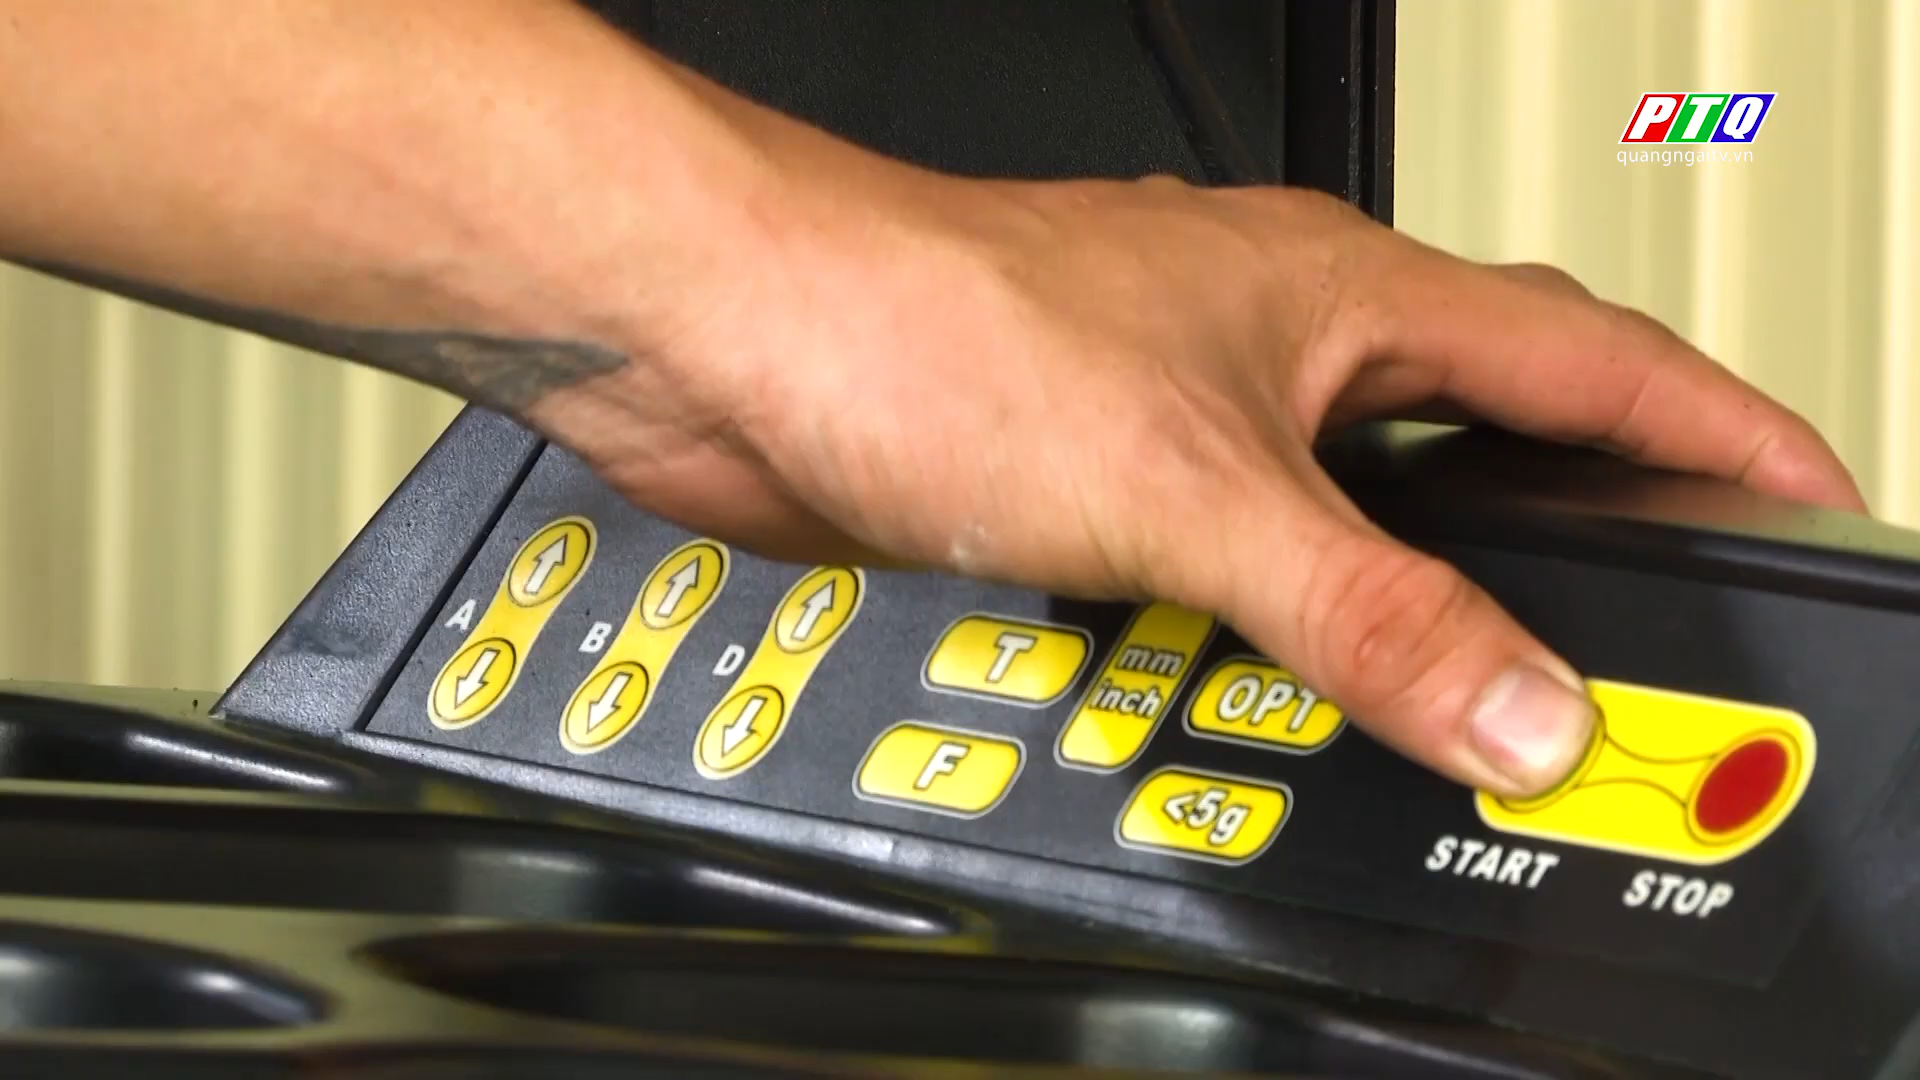 PTQ
quangngaitv.vn
A
B
D
T
F
mm
inch
OPT
<5g
START
STOP